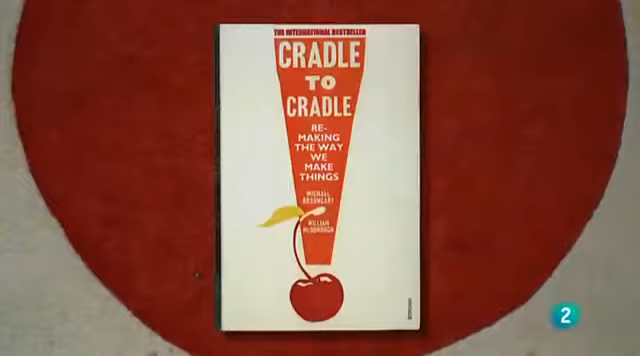 THE INTERNATIONAL BESTSELLER
CRADLE
TO
CRADLE
RE-
MAKING
THE WAY
WE
MAKE
THINGS
MICHAEL
BRAUNGART
WILLIAM
McDONOUGH
2